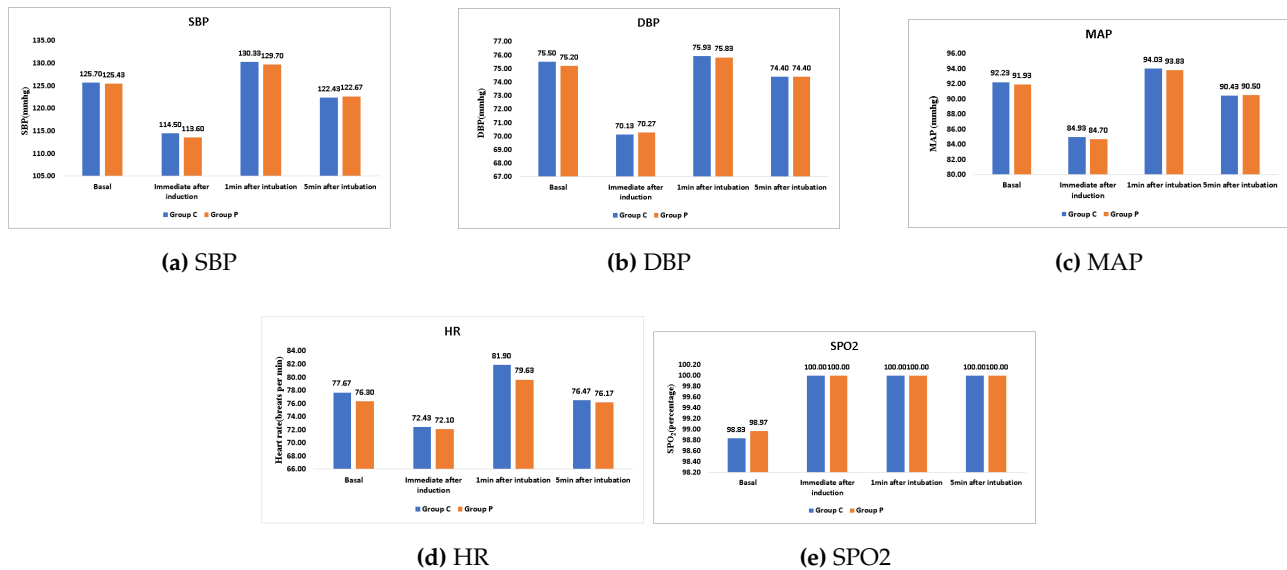 SBP
135.00
130.00
125.00
120.00
115.00
110.00
105.00
SBP(mmhg)
125.70 125.43
114.50 113.60
130.33 129.70
122.43 122.67
Basal
Immediate after induction
1min after intubation
5min after intubation
Group C Group P
(a) SBP
DBP
77.00
76.00
75.00
74.00
73.00
72.00
71.00
70.00
69.00
68.00
67.00
DBP(mmhg)
75.50 75.20
70.13 70.27
75.93 75.83
74.40 74.40
Basal
Immediate after induction
1min after intubation
5min after intubation
Group C Group P
(b) DBP
MAP
96.00
94.00
92.00
90.00
88.00
86.00
84.00
82.00
80.00
MAP (mmhg)
92.23 91.93
84.93 84.70
94.03 93.83
90.43 90.50
Basal
Immediate after induction
1min after intubation
5min after intubation
Group C Group P
(c) MAP
HR
84.00
82.00
80.00
78.00
76.00
74.00
72.00
70.00
68.00
66.00
Heart rate(breats per min)
77.67 76.30
72.43 72.10
81.90 79.63
76.47 76.17
Basal
Immediate after induction
1min after intubation
5min after intubation
Group C Group P
(d) HR
SPO2
100.20
100.00
99.80
99.60
99.40
99.20
99.00
98.80
98.60
98.40
98.20
SPO₂(percentage)
98.83 98.97
100.00 100.00
100.00 100.00
100.00 100.00
Basal
Immediate after induction
1min after intubation
5min after intubation
Group C Group P
(e) SPO2